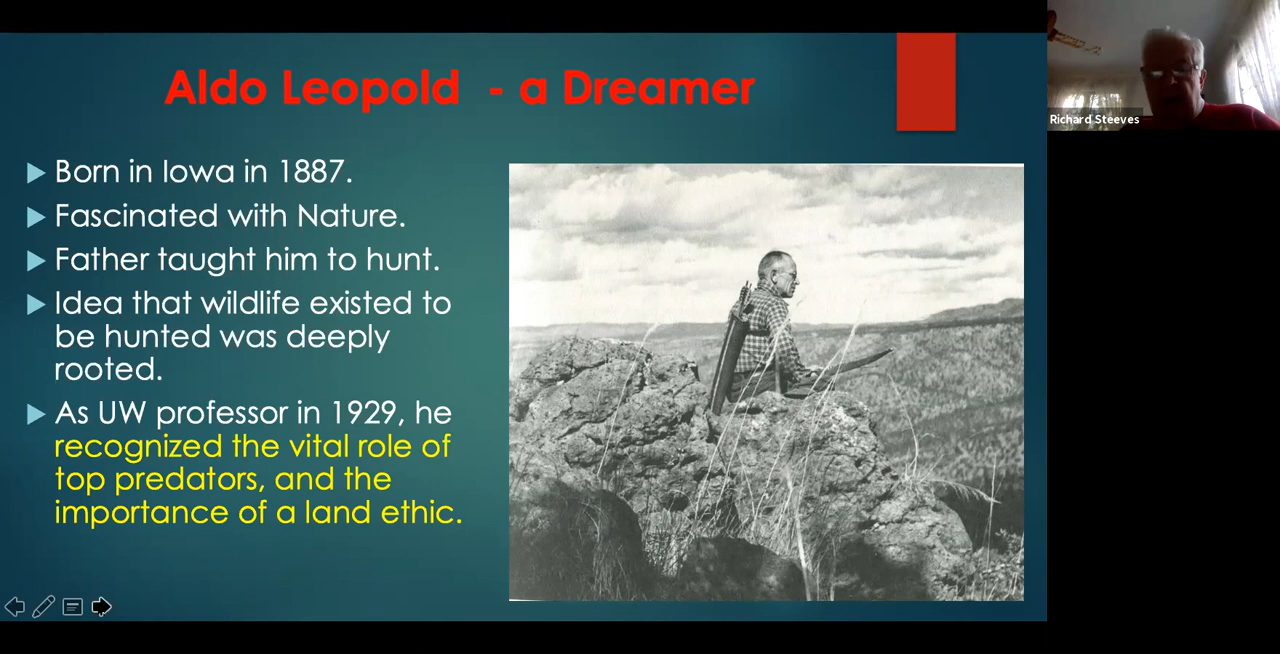 Aldo Leopold - a Dreamer
Born in Iowa in 1887.
Fascinated with Nature.
Father taught him to hunt.
Idea that wildlife existed to
be hunted was deeply
rooted.
As UW professor in 1929, he
recognized the vital role of
top predators, and the
importance of a land ethic.
Richard Steeves